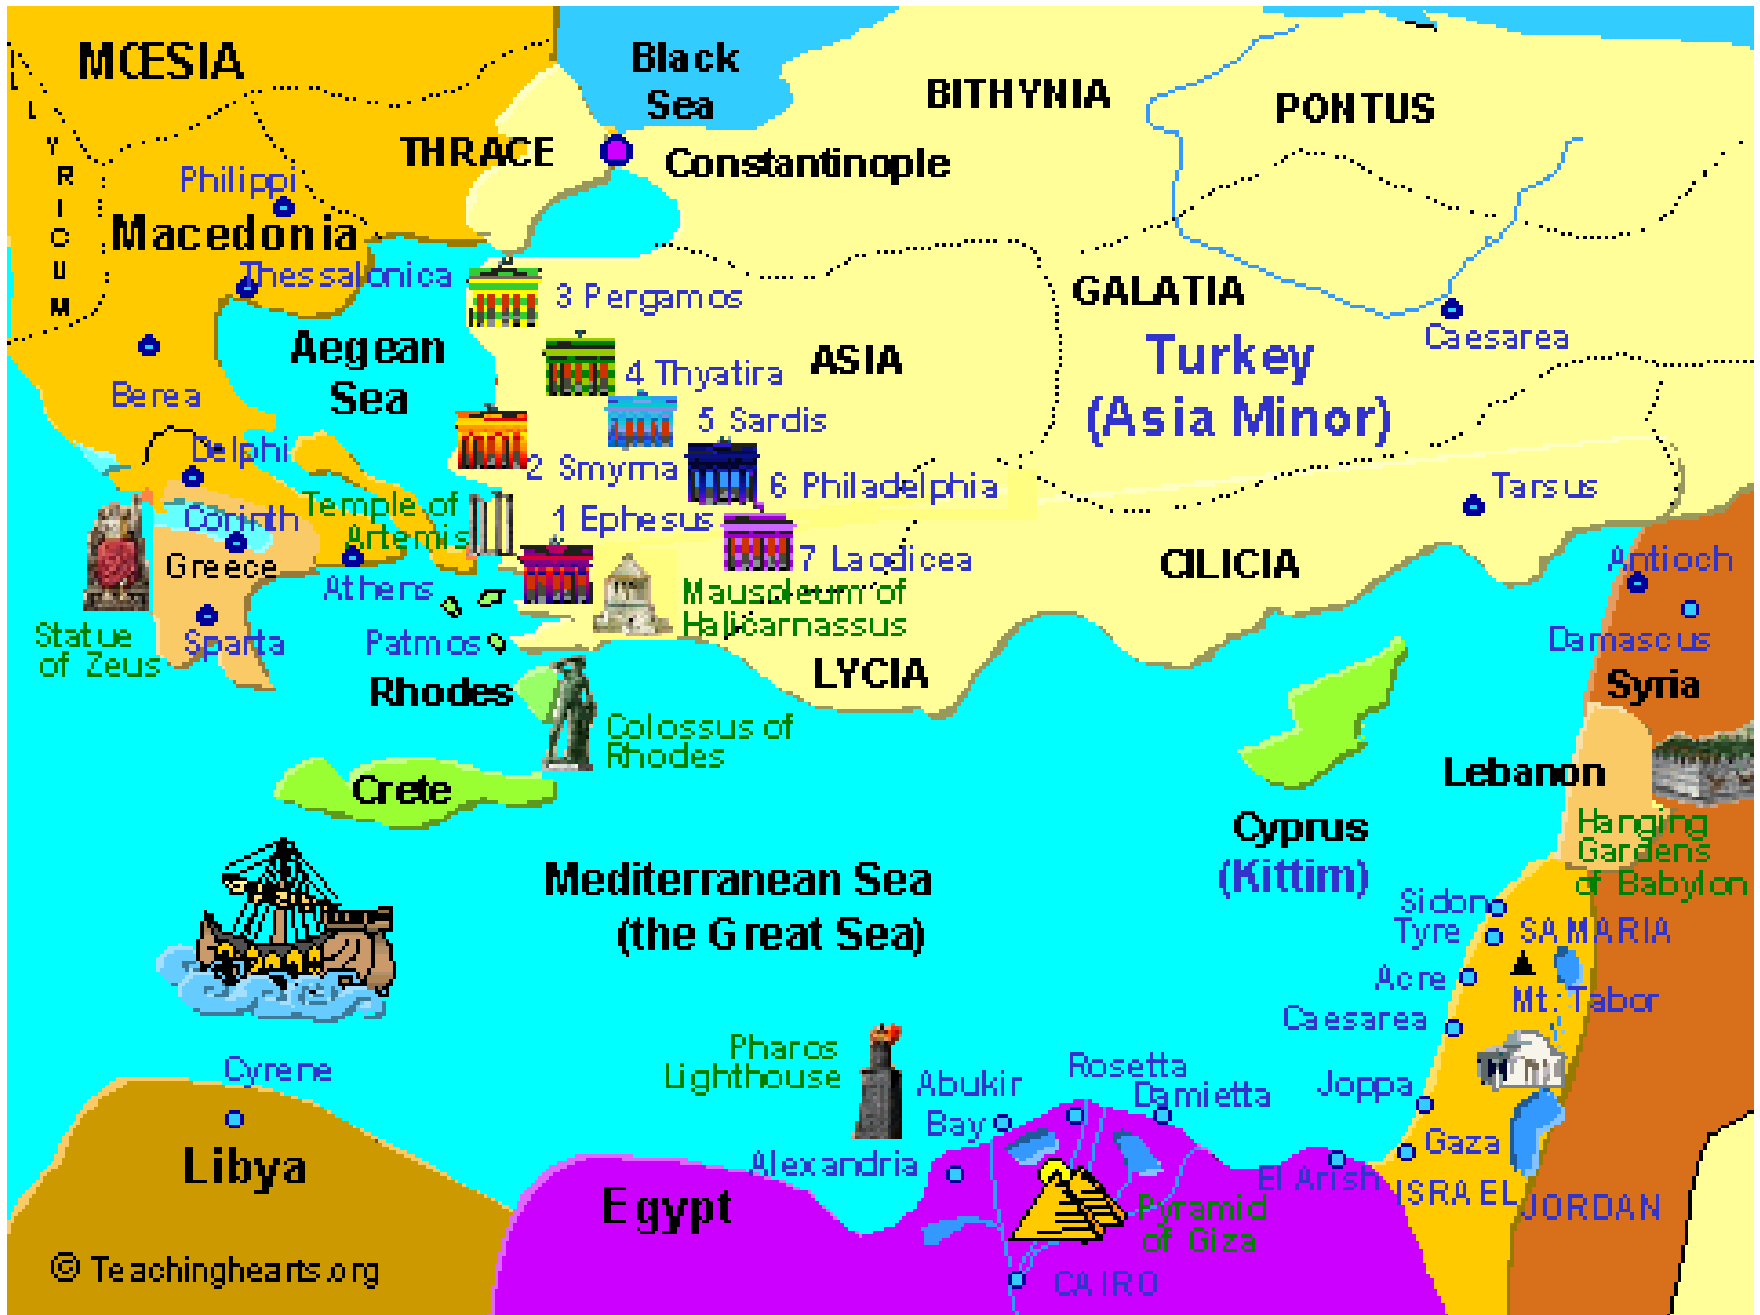 MŒSIA
Black
Sea
BITHYNIA
PONTUS
ILLYRICUM
THRACE
Constantinople
Philippi
Macedonia
Thessalonica
3 Pergamos
GALATIA
Caesarea
Aegean
Sea
ASIA
Turkey
(Asia Minor)
4 Thyatira
Berea
5 Sardis
Delphi
2 Smyrna
6 Philadelphia
Tarsus
Temple of
Artemis
Corinth
1 Ephesus
Greece
7 Laodicea
CILICIA
Antioch
Athens
Mausoleum of
Halicarnassus
Statue
of Zeus
Sparta
Patmos
Damascus
Rhodes
LYCIA
Syria
Colossus of
Rhodes
Crete
Lebanon
Cyprus
(Kittim)
Hanging
Gardens
of Babylon
Mediterranean Sea
(the Great Sea)
Sidon
Tyre
SAMARIA
Acre
Mt. Tabor
Caesarea
Pharos
Lighthouse
Cyrene
Abukir
Bay
Rosetta
Damietta
Joppa
Gaza
Libya
Alexandria
El Arish
ISRAEL
JORDAN
Egypt
Pyramid
of Giza
CAIRO
© Teachinghearts.org